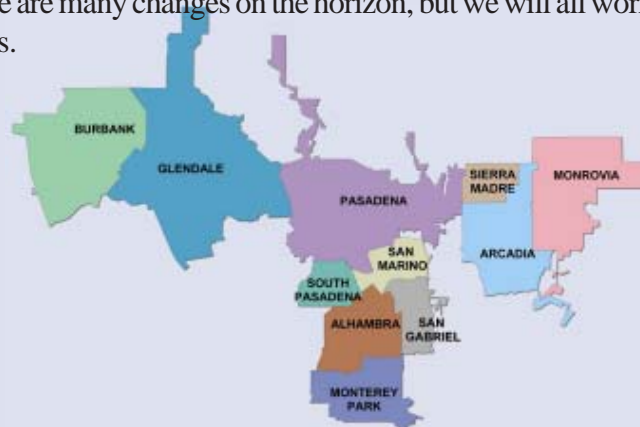 e are many changes on the horizon, but we will all wor
s.
BURBANK
GLENDALE
PASADENA
SIERRA
MADRE
MONROVIA
SAN
MARINO
ARCADIA
SOUTH
PASADENA
ALHAMBRA
SAN
GABRIEL
MONTEREY
PARK